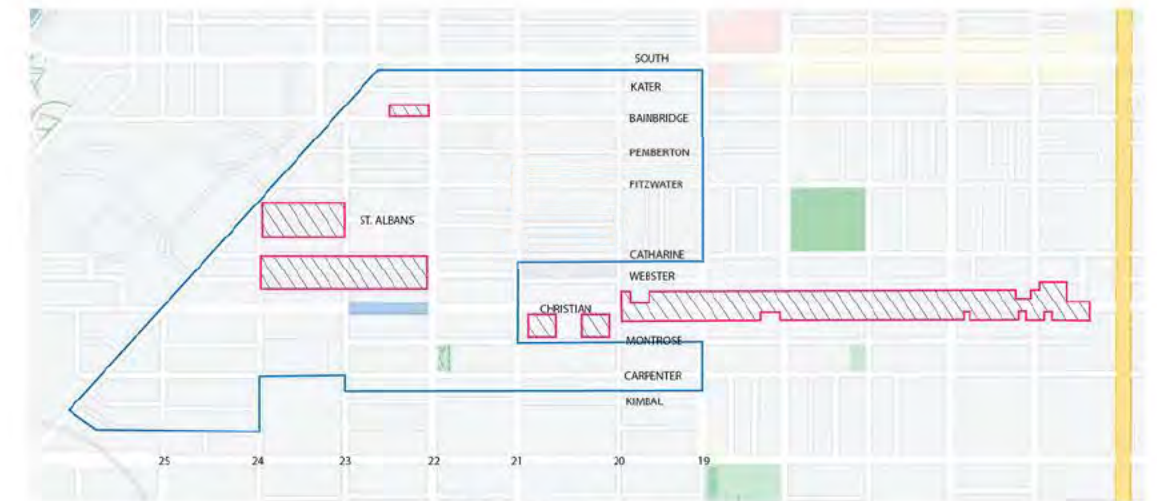 SOUTH
KATER
BAINBRIDGE
PEMBERTON
FITZWATER
ST. ALBANS
CATHARINE
WEBSTER
CHRISTIAN
MONTROSE
CARPENTER
KIMBAL
25 24 23 22 21 20 19